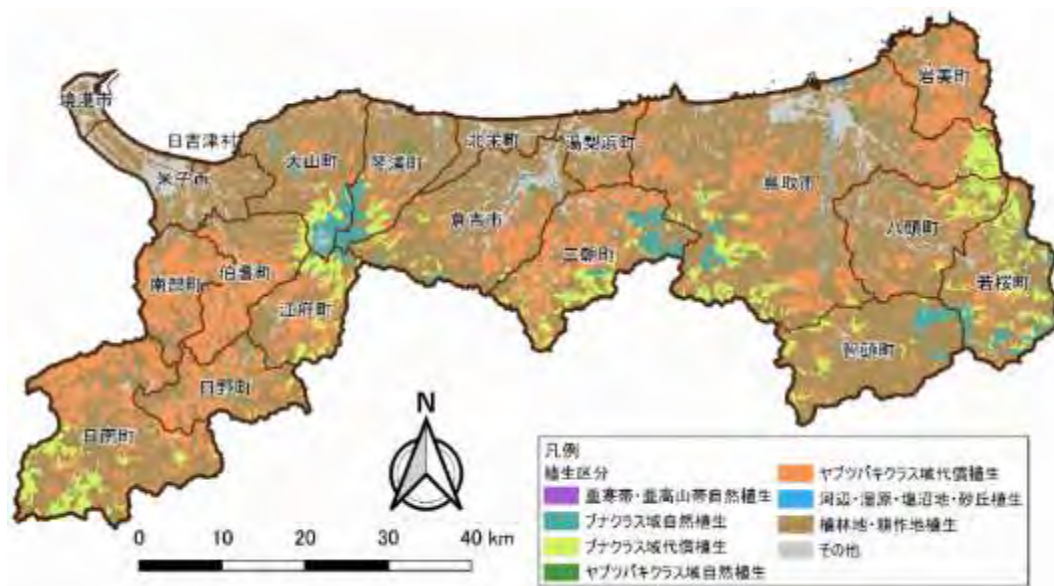 岩美町
境港市
日吉津村
米子市
大山町
琴浦町
北栄町
湯梨浜町
鳥取市
倉吉市
三朝町
八頭町
若桜町
南部町
伯耆町
江府町
智頭町
日野町
日南町
N
0 10 20 30 40 km
凡例
植生区分
亜寒帯・亜高山帯自然植生
ブナクラス域自然植生
ブナクラス域代償植生
ヤブツバキクラス域自然植生
ヤブツバキクラス域代償植生
河辺・湿原・塩沼地・砂丘植生
植林地・耕作地植生
その他